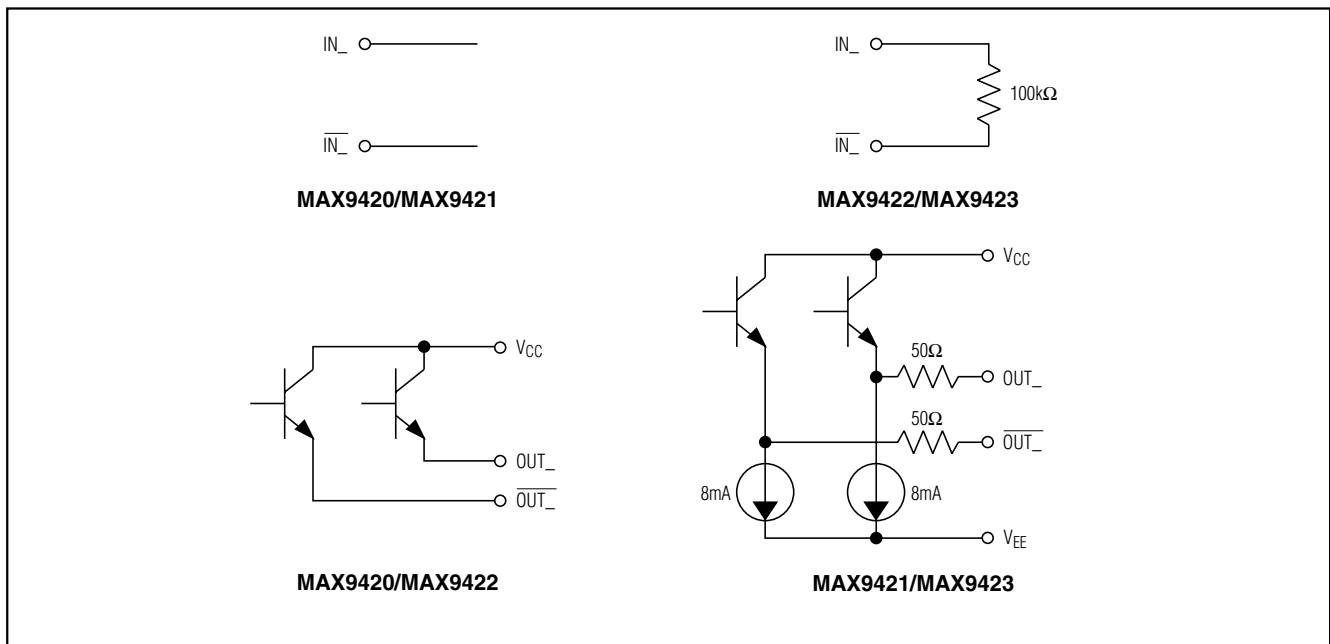 IN_
IN_
MAX9420/MAX9421
IN_
100kΩ
IN_
MAX9422/MAX9423
VCC
OUT_
OUT_
MAX9420/MAX9422
VCC
50Ω
OUT_
50Ω
OUT_
8mA
8mA
VEE
MAX9421/MAX9423